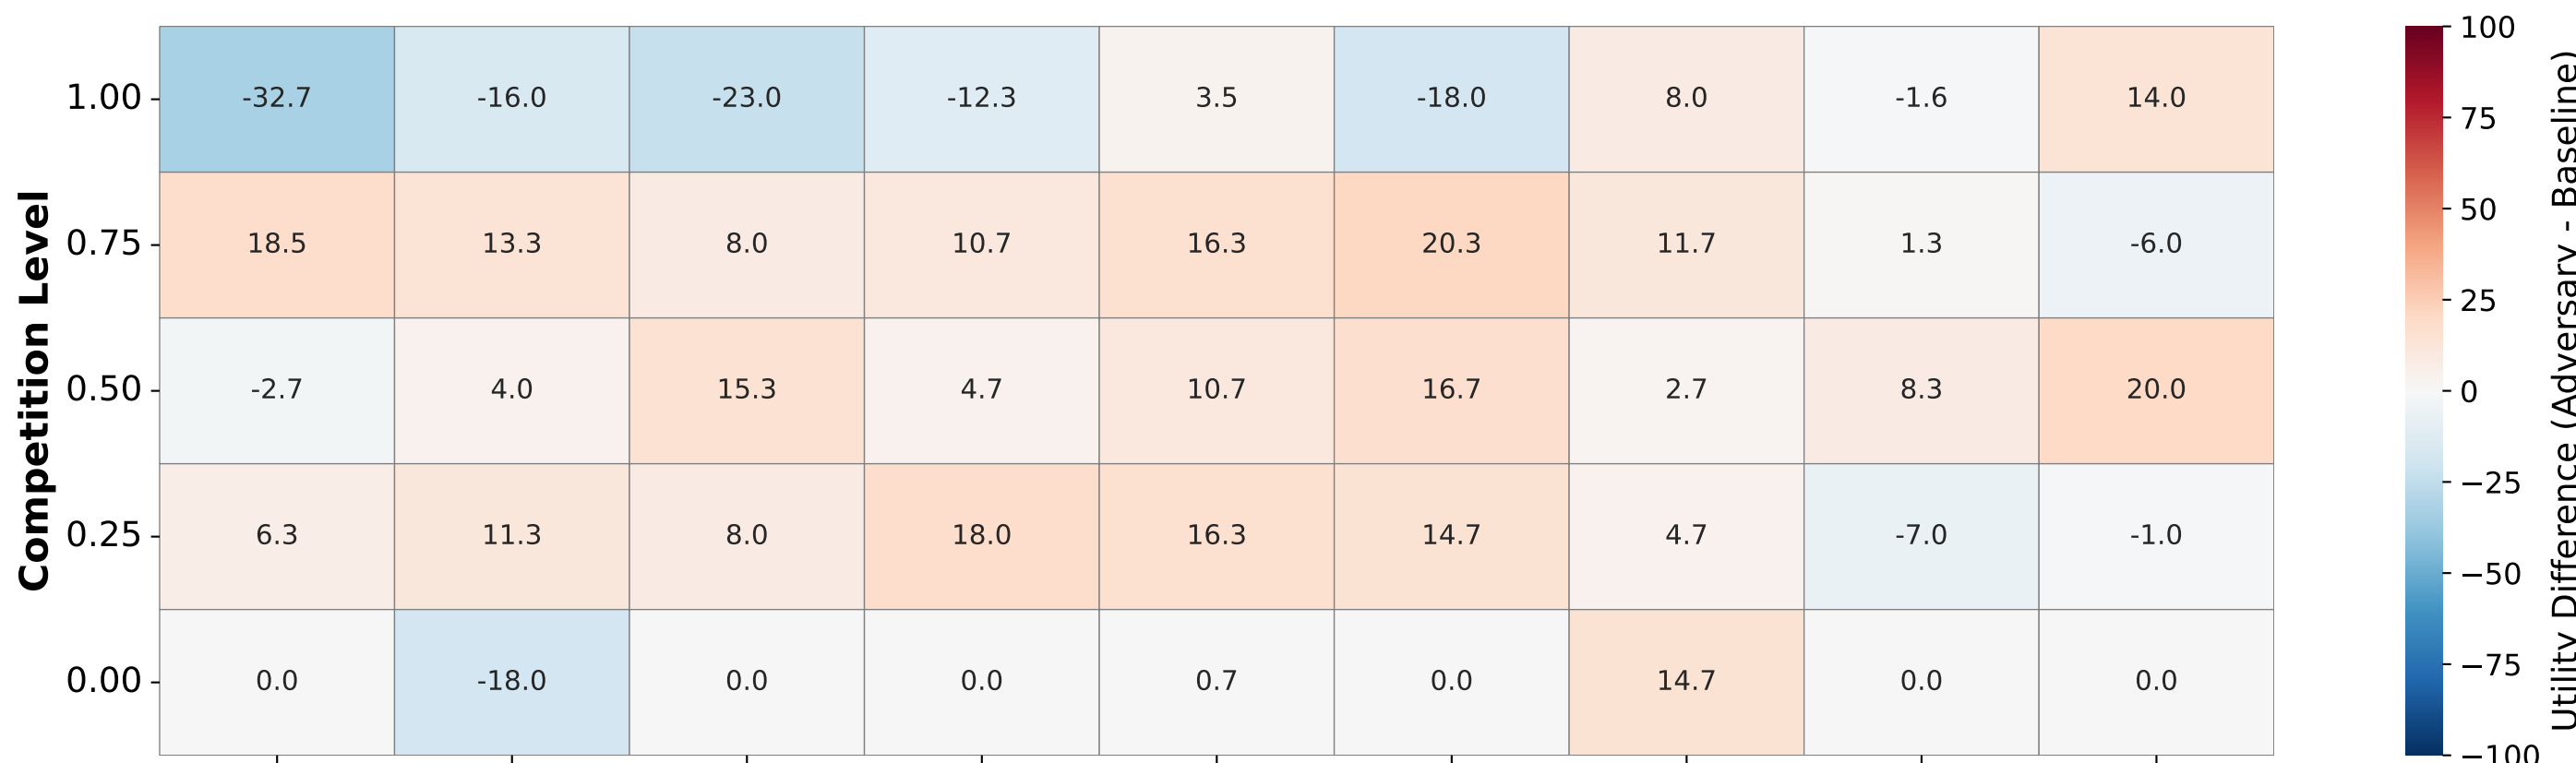 Competition Level
1.00 -32.7 -16.0 -23.0 -12.3 3.5 -18.0 8.0 -1.6 14.0
0.75 18.5 13.3 8.0 10.7 16.3 20.3 11.7 1.3 -6.0
0.50 -2.7 4.0 15.3 4.7 10.7 16.7 2.7 8.3 20.0
0.25 6.3 11.3 8.0 18.0 16.3 14.7 4.7 -7.0 -1.0
0.00 0.0 -18.0 0.0 0.0 0.7 0.0 14.7 0.0 0.0
100
75
50
25
0
−25
−50
−75
−100
Utility Difference (Adversary - Baseline)